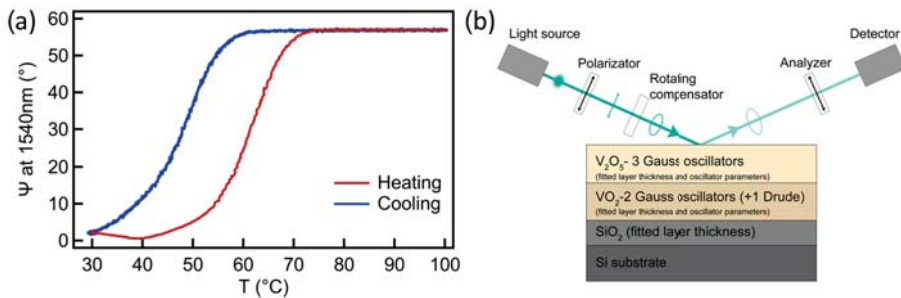 (a)
60
50
40
30
20
10
0
Ψ at 1540nm (°)
Heating
Cooling
30 40 50 60 70 80 90 100
T (°C)
(b)
Light source
Detector
Polarizator
Analyzer
Rotating
compensator
V₂O₅- 3 Gauss oscillators
(fitted layer thickness and oscillator parameters)
VO₂-2 Gauss oscillators (+1 Drude)
(fitted layer thickness and oscillator parameters)
SiO₂ (fitted layer thickness)
Si substrate